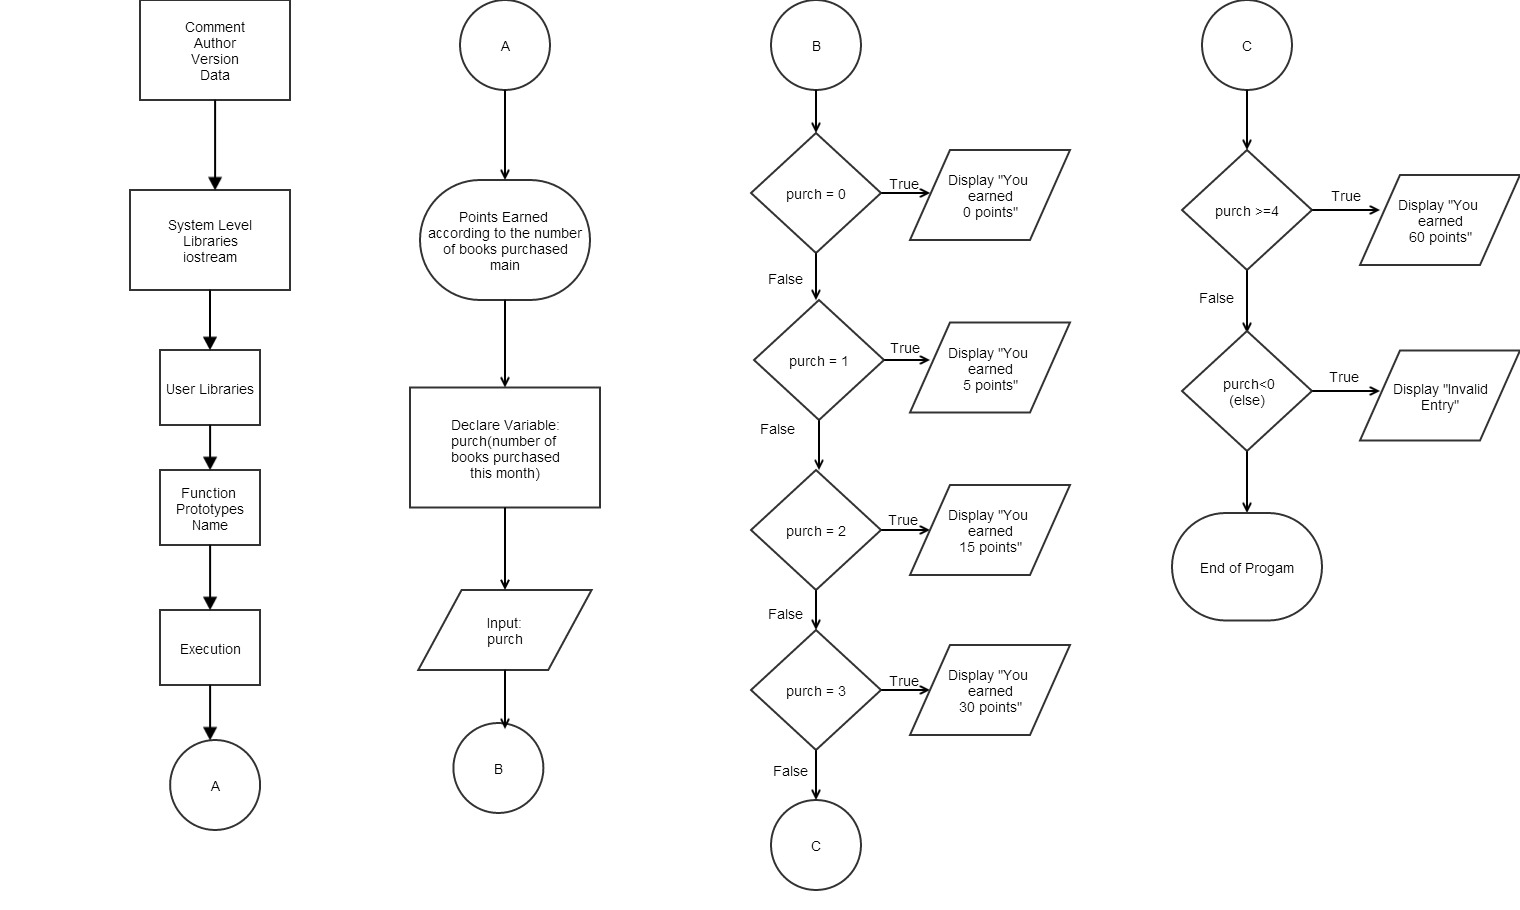 Comment
Author
Version
Data
System Level
Libraries
iostream
User Libraries
Function
Prototypes
Name
Execution
A
A
Points Earned
according to the number
of books purchased
main
Declare Variable:
purch(number of
books purchased
this month)
Input:
purch
B
B
purch = 0
True
Display "You
earned
0 points"
False
purch = 1
True
Display "You
earned
5 points"
False
purch = 2
True
Display "You
earned
15 points"
False
purch = 3
True
Display "You
earned
30 points"
False
C
C
purch >=4
True
Display "You
earned
60 points"
False
purch<0
(else)
True
Display "Invalid
Entry"
End of Progam